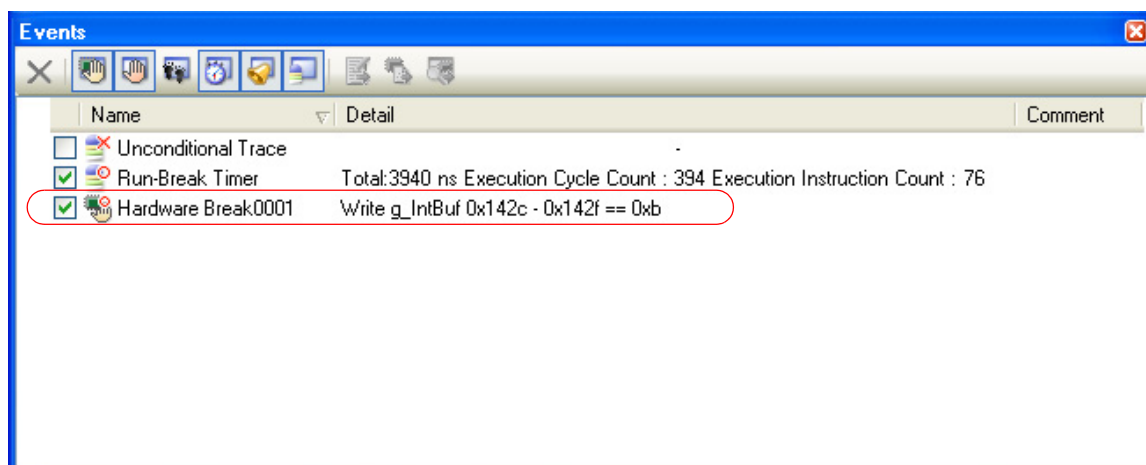 Events
Name Detail Comment
Unconditional Trace -
Run-Break Timer Total:3940 ns Execution Cycle Count : 394 Execution Instruction Count : 76
Hardware Break0001 Write g_IntBuf 0x142c - 0x142f == 0xb